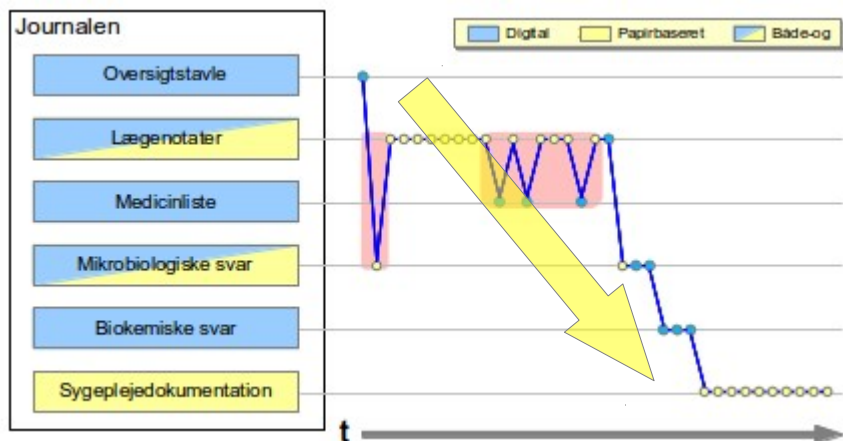 Journalen
Digital Papirbaseret Både-og
Oversigtstavle
Lægenotater
Medicinliste
Mikrobiologiske svar
Biokemiske svar
Sygeplejedokumentation
t